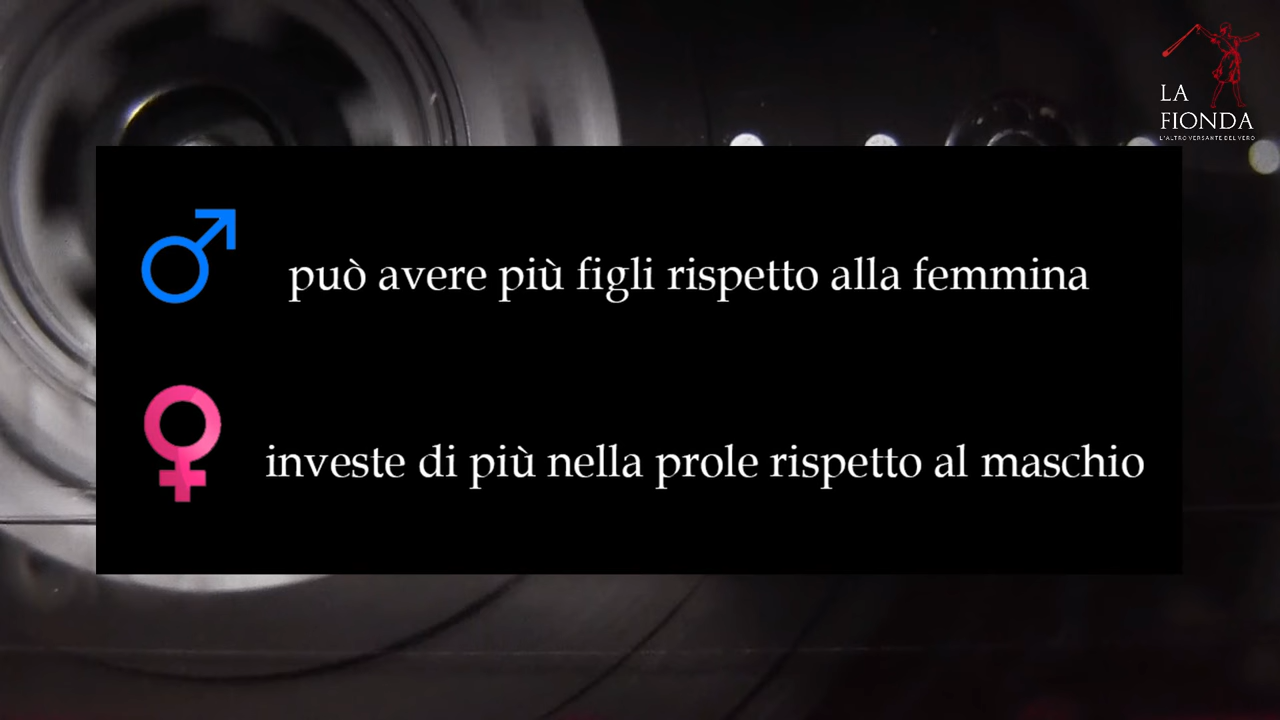 LA
FIONDA
L'ALTRO VERSANTE DEL VERO
può avere più figli rispetto alla femmina
investe di più nella prole rispetto al maschio